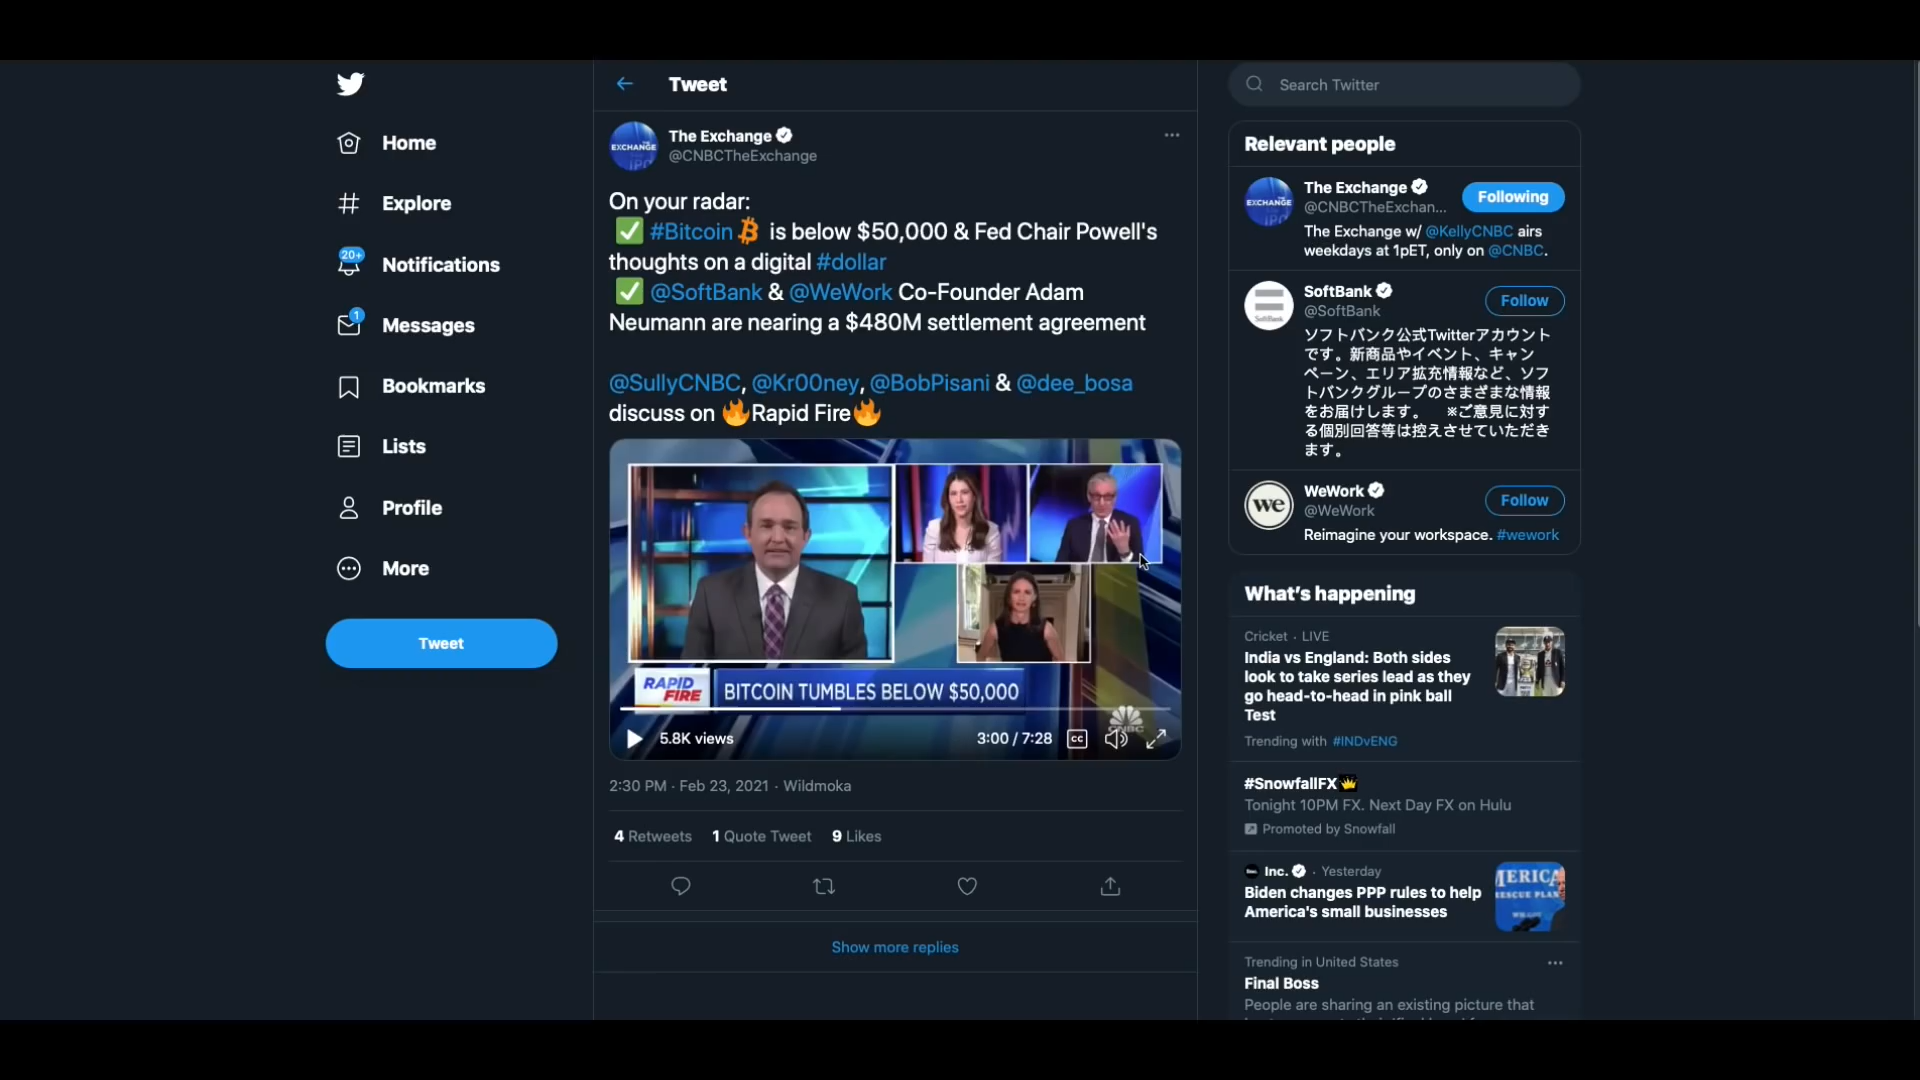 Home
Explore
20+
Notifications
1
Messages
Bookmarks
Lists
Profile
More
Tweet
Tweet
EXCHANGE
The Exchange
@CNBCTheExchange
On your radar:
✅ #Bitcoin is below $50,000 & Fed Chair Powell's
thoughts on a digital #dollar
✅ @SoftBank & @WeWork Co-Founder Adam
Neumann are nearing a $480M settlement agreement
@SullyCNBC, @Kr00ney, @BobPisani & @dee_bosa
discuss on 🔥Rapid Fire🔥
RAPID
FIRE
BITCOIN TUMBLES BELOW $50,000
CNBC
5.8K views
3:00 / 7:28
CC
2:30 PM · Feb 23, 2021 · Wildmoka
4 Retweets 1 Quote Tweet 9 Likes
Show more replies
Search Twitter
Relevant people
EXCHANGE
The Exchange
@CNBCTheExchan...
Following
The Exchange w/ @KellyCNBC airs
weekdays at 1pET, only on @CNBC.
SoftBank
SoftBank
@SoftBank
Follow
ソフトバンク公式Twitterアカウント
です。新商品やイベント、キャン
ペーン、エリア拡充情報など、ソフ
トバンクグループのさまざまな情報
をお届けします。 ※ご意見に対す
る個別回答等は控えさせていただき
ます。
we
WeWork
@WeWork
Follow
Reimagine your workspace. #wework
What's happening
Cricket · LIVE
India vs England: Both sides
look to take series lead as they
go head-to-head in pink ball
Test
Trending with #INDvENG
#SnowfallFX
Tonight 10PM FX. Next Day FX on Hulu
Promoted by Snowfall
Inc. · Yesterday
Biden changes PPP rules to help
America's small businesses
MERICA
RESCUE PLAN
Trending in United States
Final Boss
People are sharing an existing picture that